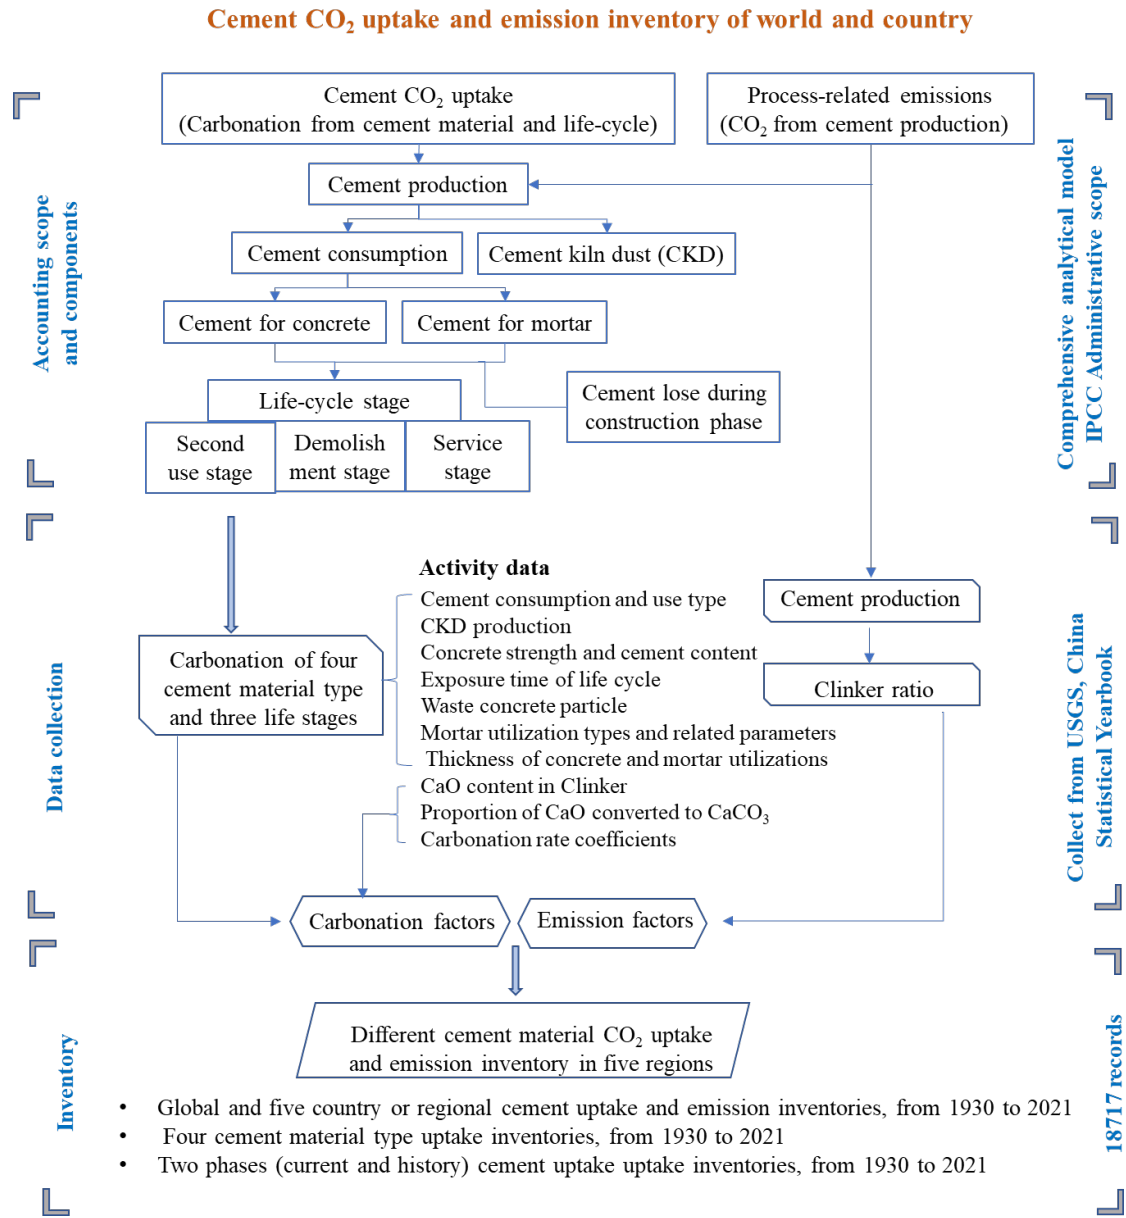 Cement CO₂ uptake and emission inventory of world and country
Cement CO₂ uptake
(Carbonation from cement material and life-cycle)
Process-related emissions
(CO₂ from cement production)
Cement production
Cement consumption
Cement kiln dust (CKD)
Cement for concrete
Cement for mortar
Life-cycle stage
Cement lose during
construction phase
Second
use stage
Demolish
ment stage
Service
stage
Accounting scope
and components
Comprehensive analytical model
IPCC Administrative scope
Activity data
Cement consumption and use type
CKD production
Concrete strength and cement content
Exposure time of life cycle
Waste concrete particle
Mortar utilization types and related parameters
Thickness of concrete and mortar utilizations
CaO content in Clinker
Proportion of CaO converted to CaCO₃
Carbonation rate coefficients
Carbonation of four
cement material type
and three life stages
Cement production
Clinker ratio
Data collection
Collect from USGS, China
Statistical Yearbook
Carbonation factors
Emission factors
Different cement material CO₂ uptake
and emission inventory in five regions
Inventory
18717 records
• Global and five country or regional cement uptake and emission inventories, from 1930 to 2021
• Four cement material type uptake inventories, from 1930 to 2021
• Two phases (current and history) cement uptake uptake inventories, from 1930 to 2021